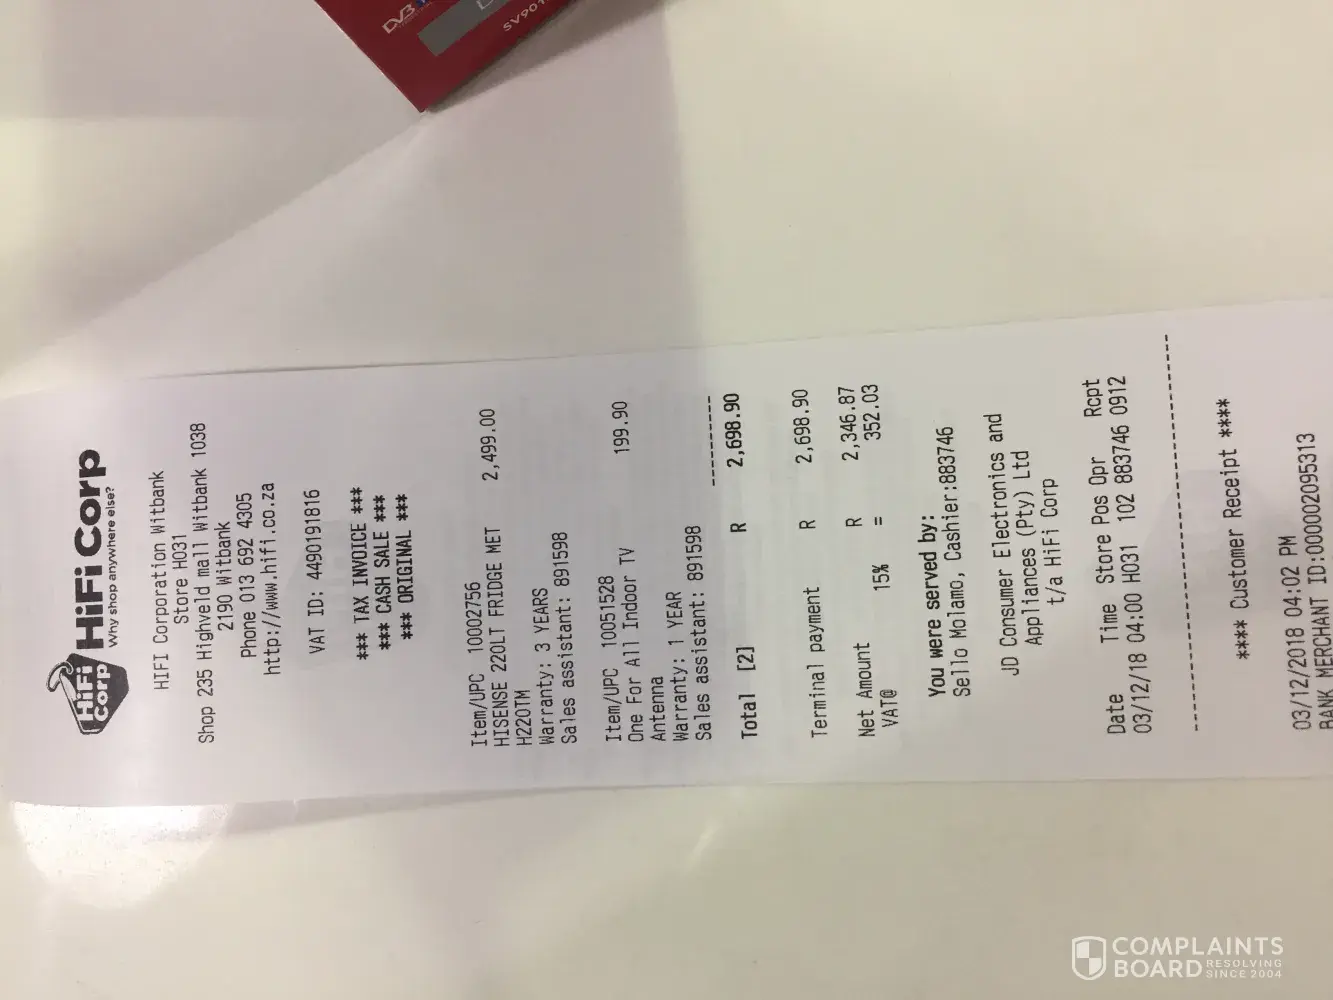 DVB
SV901
HiFi
Corp
HiFi Corp
Why shop anywhere else?
HIFI Corporation Witbank
Store H031
Shop 235 Highveld mall Witbank 1038
21190 Witbank
Phone 013 692 4305
http://www.hifi.co.za
VAT ID: 4490191816
*** TAX INVOICE ***
*** CASH SALE ***
*** ORIGINAL ***
Item/UPC 10002756
HISENSE 220LT FRIDGE MET 2,499.00
H220TM
Warranty: 3 YEARS
Sales assistant: 891598
Item/UPC 10051528
One For All Indoor TV 199.90
Antenna
Warranty: 1 YEAR
Sales assistant: 891598
----------
Total [2] R 2,698.90
Terminal payment R 2,698.90
Net Amount R 2,346.87
VAT@ 15% = 352.03
You were served by:
Sello Molamo, Cashier:883746
JD Consumer Electronics and
Appliances (Pty) Ltd
t/a HiFi Corp
Date Time Store Pos Opr Rcpt
03/12/18 04:00 H031 102 883746 0912
----------------------------------------
**** Customer Receipt ****
03/12/2018 04:02 PM
BANK MERCHANT ID:000002095313
COMPLAINTS
BOARD RESOLVING
SINCE 2004